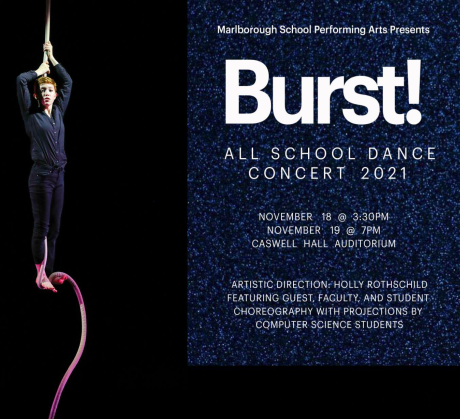 Marlborough School Performing Arts Presents
Burst!
ALL SCHOOL DANCE
CONCERT 2021
NOVEMBER 18 @ 3:30PM
NOVEMBER 19 @ 7PM
CASWELL HALL AUDITORIUM
ARTISTIC DIRECTION: HOLLY ROTHSCHILD
FEATURING GUEST, FACULTY, AND STUDENT
CHOREOGRAPHY WITH PROJECTIONS BY
COMPUTER SCIENCE STUDENTS